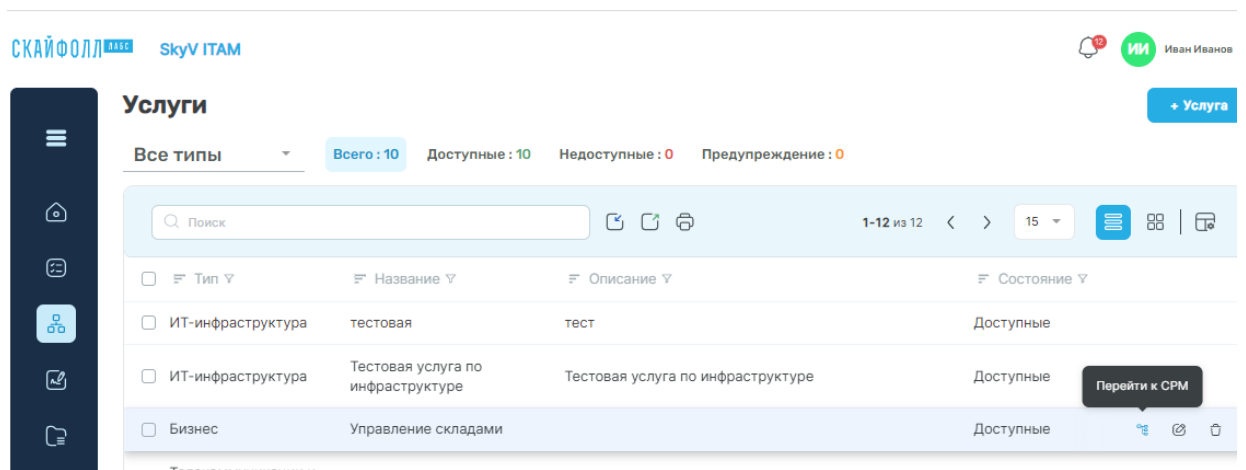 СКАЙФОЛЛ ЛАБС SkyV ITAM 12 ИИ Иван Иванов
Услуги + Услуга
Все типы Всего : 10 Доступные : 10 Недоступные : 0 Предупреждение : 0
Поиск 1-12 из 12 15
Тип Название Описание Состояние
ИТ-инфраструктура тестовая тест Доступные
ИТ-инфраструктура Тестовая услуга по инфраструктуре Тестовая услуга по инфраструктуре Доступные
Перейти к СРМ
Бизнес Управление складами Доступные